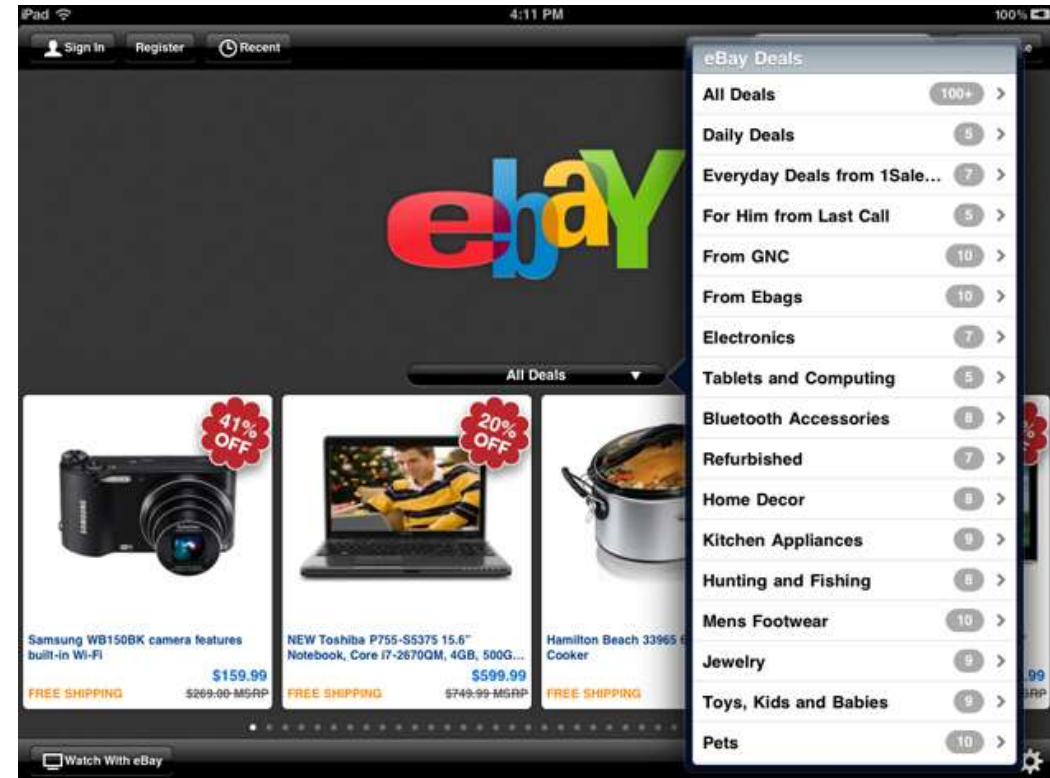 iPad
4:11 PM
100%
Sign In
Register
Recent
ebay
All Deals
eBay Deals
All Deals 100+
Daily Deals 5
Everyday Deals from 1Sale... 7
For Him from Last Call 5
From GNC 10
From Ebags 10
Electronics 7
Tablets and Computing 5
Bluetooth Accessories 8
Refurbished 7
Home Decor 8
Kitchen Appliances 9
Hunting and Fishing 8
Mens Footwear 10
Jewelry 9
Toys, Kids and Babies 9
Pets 10
41%
OFF
SAMSUNG
Samsung WB150BK camera features
built-in Wi-Fi
$159.99
FREE SHIPPING $269.00 MSRP
20%
OFF
NEW Toshiba P755-S5375 15.6"
Notebook, Core i7-2670QM, 4GB, 500G...
$599.99
FREE SHIPPING $749.99 MSRP
Hamilton Beach 33965
Cooker
FREE SHIPPING
%
.99
SRP
Watch With eBay